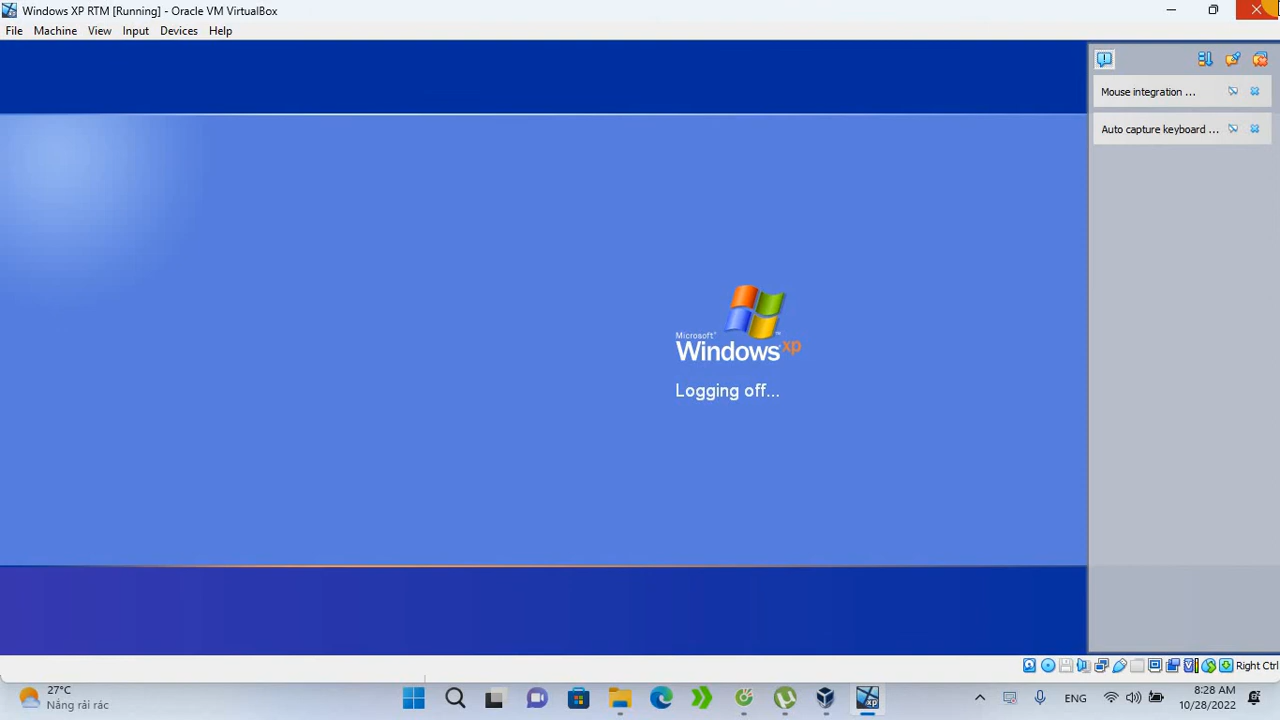 Windows XP RTM [Running] - Oracle VM VirtualBox
File Machine View Input Devices Help
Mouse integration ...
Auto capture keyboard ...
Microsoft
Windows xp
Logging off...
Right Ctrl
27°C
Nắng rải rác
ENG
8:28 AM
10/28/2022